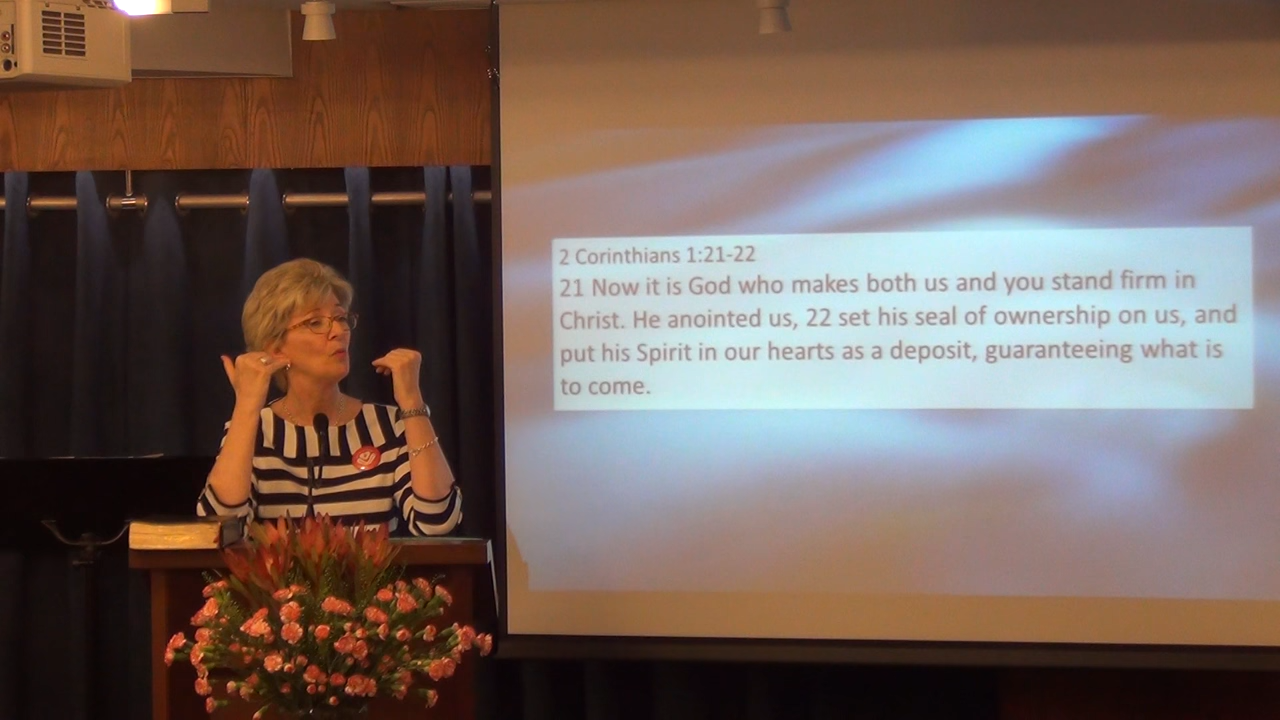 2 Corinthians 1:21-22
21 Now it is God who makes both us and you stand firm in
Christ. He anointed us, 22 set his seal of ownership on us, and
put his Spirit in our hearts as a deposit, guaranteeing what is
to come.